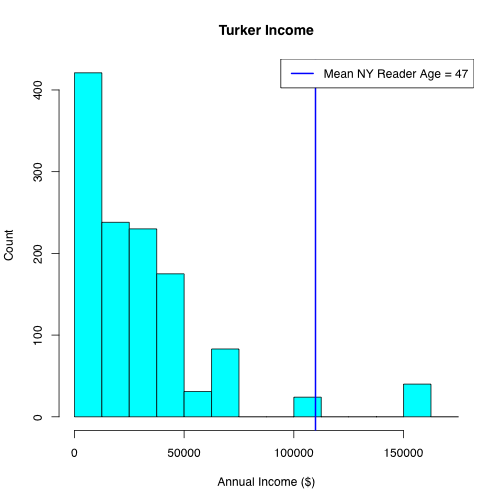 Turker Income
Mean NY Reader Age = 47
Count
0
100
200
300
400
0
50000
100000
150000
Annual Income ($)